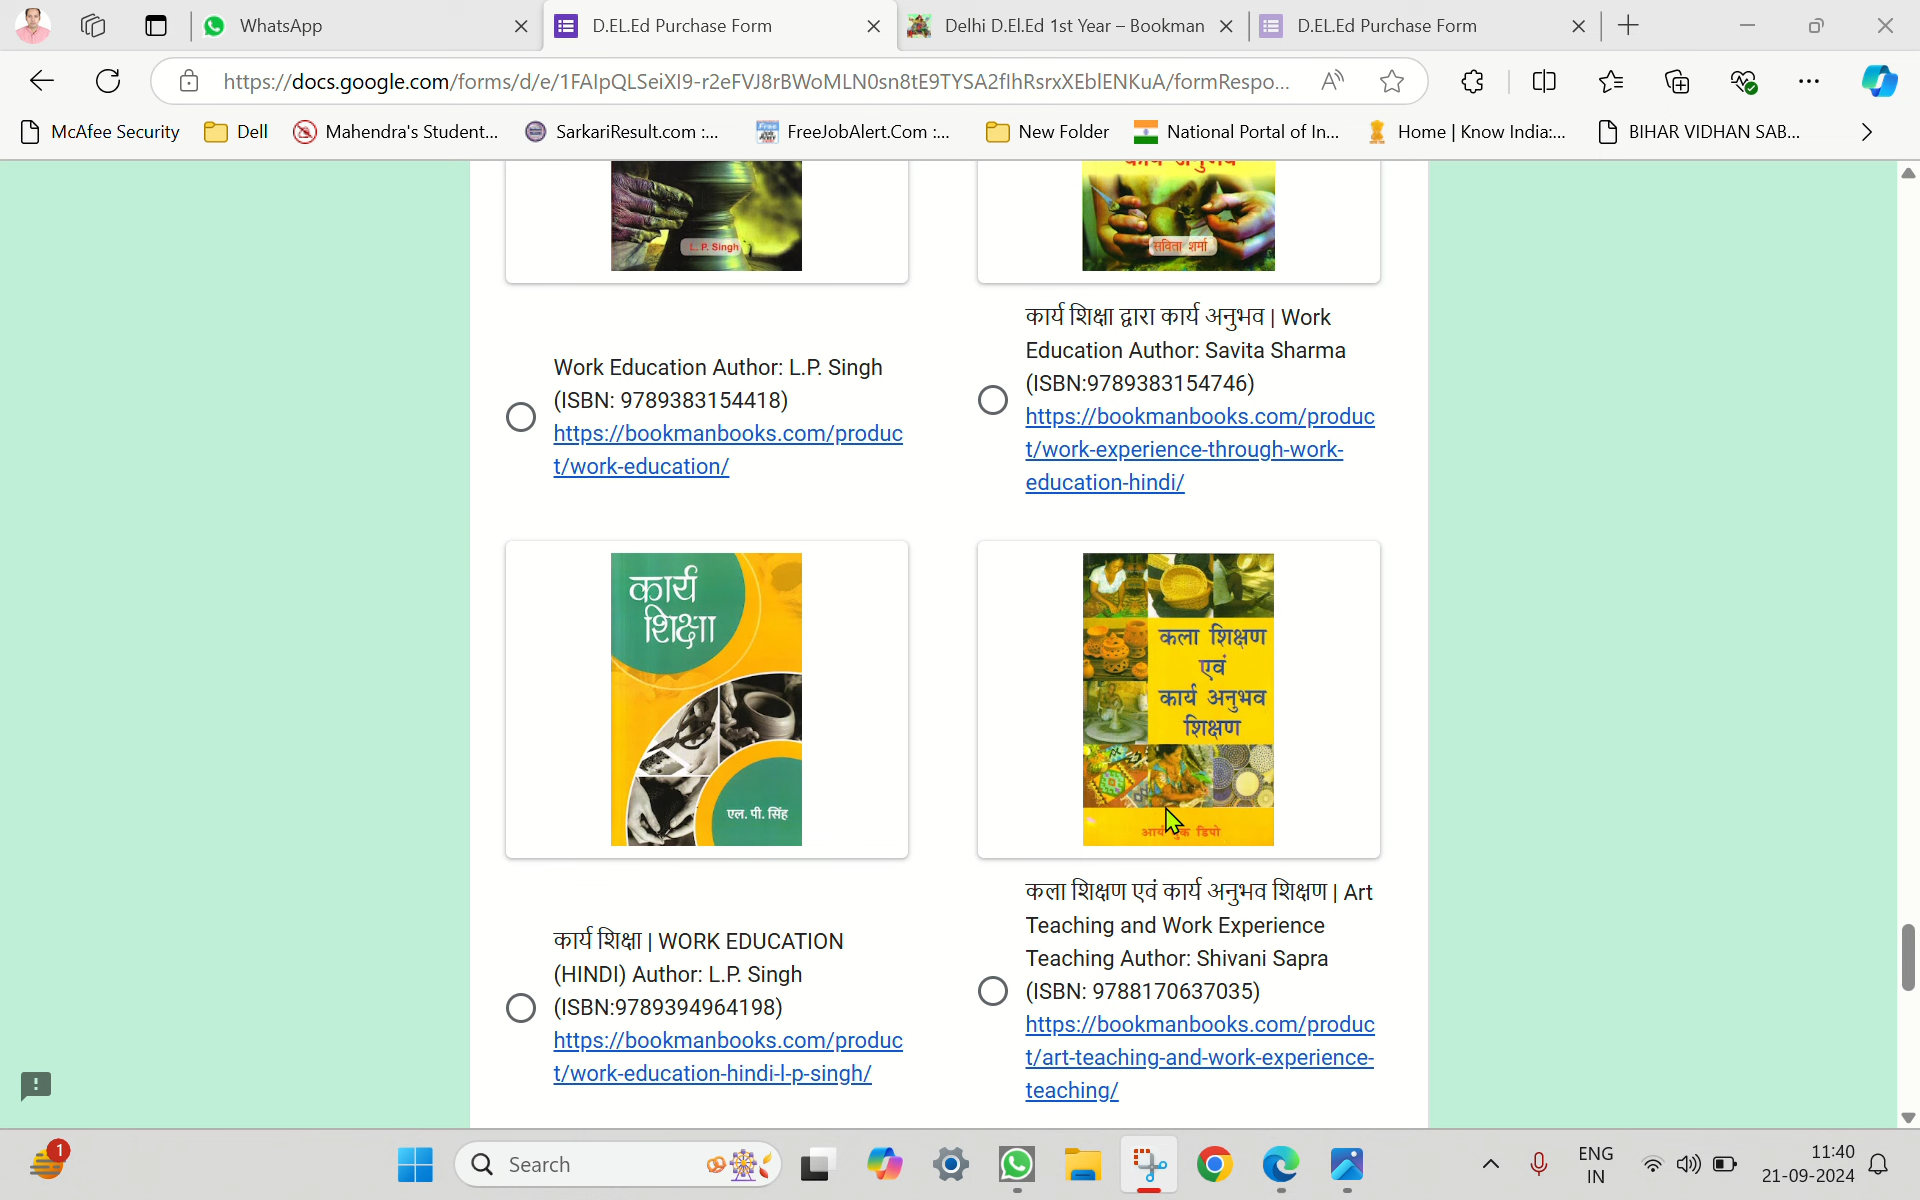 WhatsApp
D.EL.Ed Purchase Form
Delhi D.El.Ed 1st Year – Bookman
D.EL.Ed Purchase Form
https://docs.google.com/forms/d/e/1FAIpQLSeiXI9-r2eFVJ8rBWoMLN0sn8tE9TYSA2flhRsrxXEblENKuA/formRespo...
McAfee Security
Dell
Mahendra's Student...
SarkariResult.com :...
FreeJobAlert.Com :...
New Folder
National Portal of In...
Home | Know India:...
BIHAR VIDHAN SAB...
L. P. Singh
कार्य अनुभव
सविता शर्मा
Work Education Author: L.P. Singh
(ISBN: 9789383154418)
https://bookmanbooks.com/produc
t/work-education/
कार्य शिक्षा द्वारा कार्य अनुभव | Work
Education Author: Savita Sharma
(ISBN:9789383154746)
https://bookmanbooks.com/produc
t/work-experience-through-work-
education-hindi/
कार्य
शिक्षा
एल. पी. सिंह
कला शिक्षण
एवं
कार्य अनुभव
शिक्षण
डिपो
कार्य शिक्षा | WORK EDUCATION
(HINDI) Author: L.P. Singh
(ISBN:9789394964198)
https://bookmanbooks.com/produc
t/work-education-hindi-l-p-singh/
कला शिक्षण एवं कार्य अनुभव शिक्षण | Art
Teaching and Work Experience
Teaching Author: Shivani Sapra
(ISBN: 9788170637035)
https://bookmanbooks.com/produc
t/art-teaching-and-work-experience-
teaching/
1
Search
ENG
IN
11:40
21-09-2024